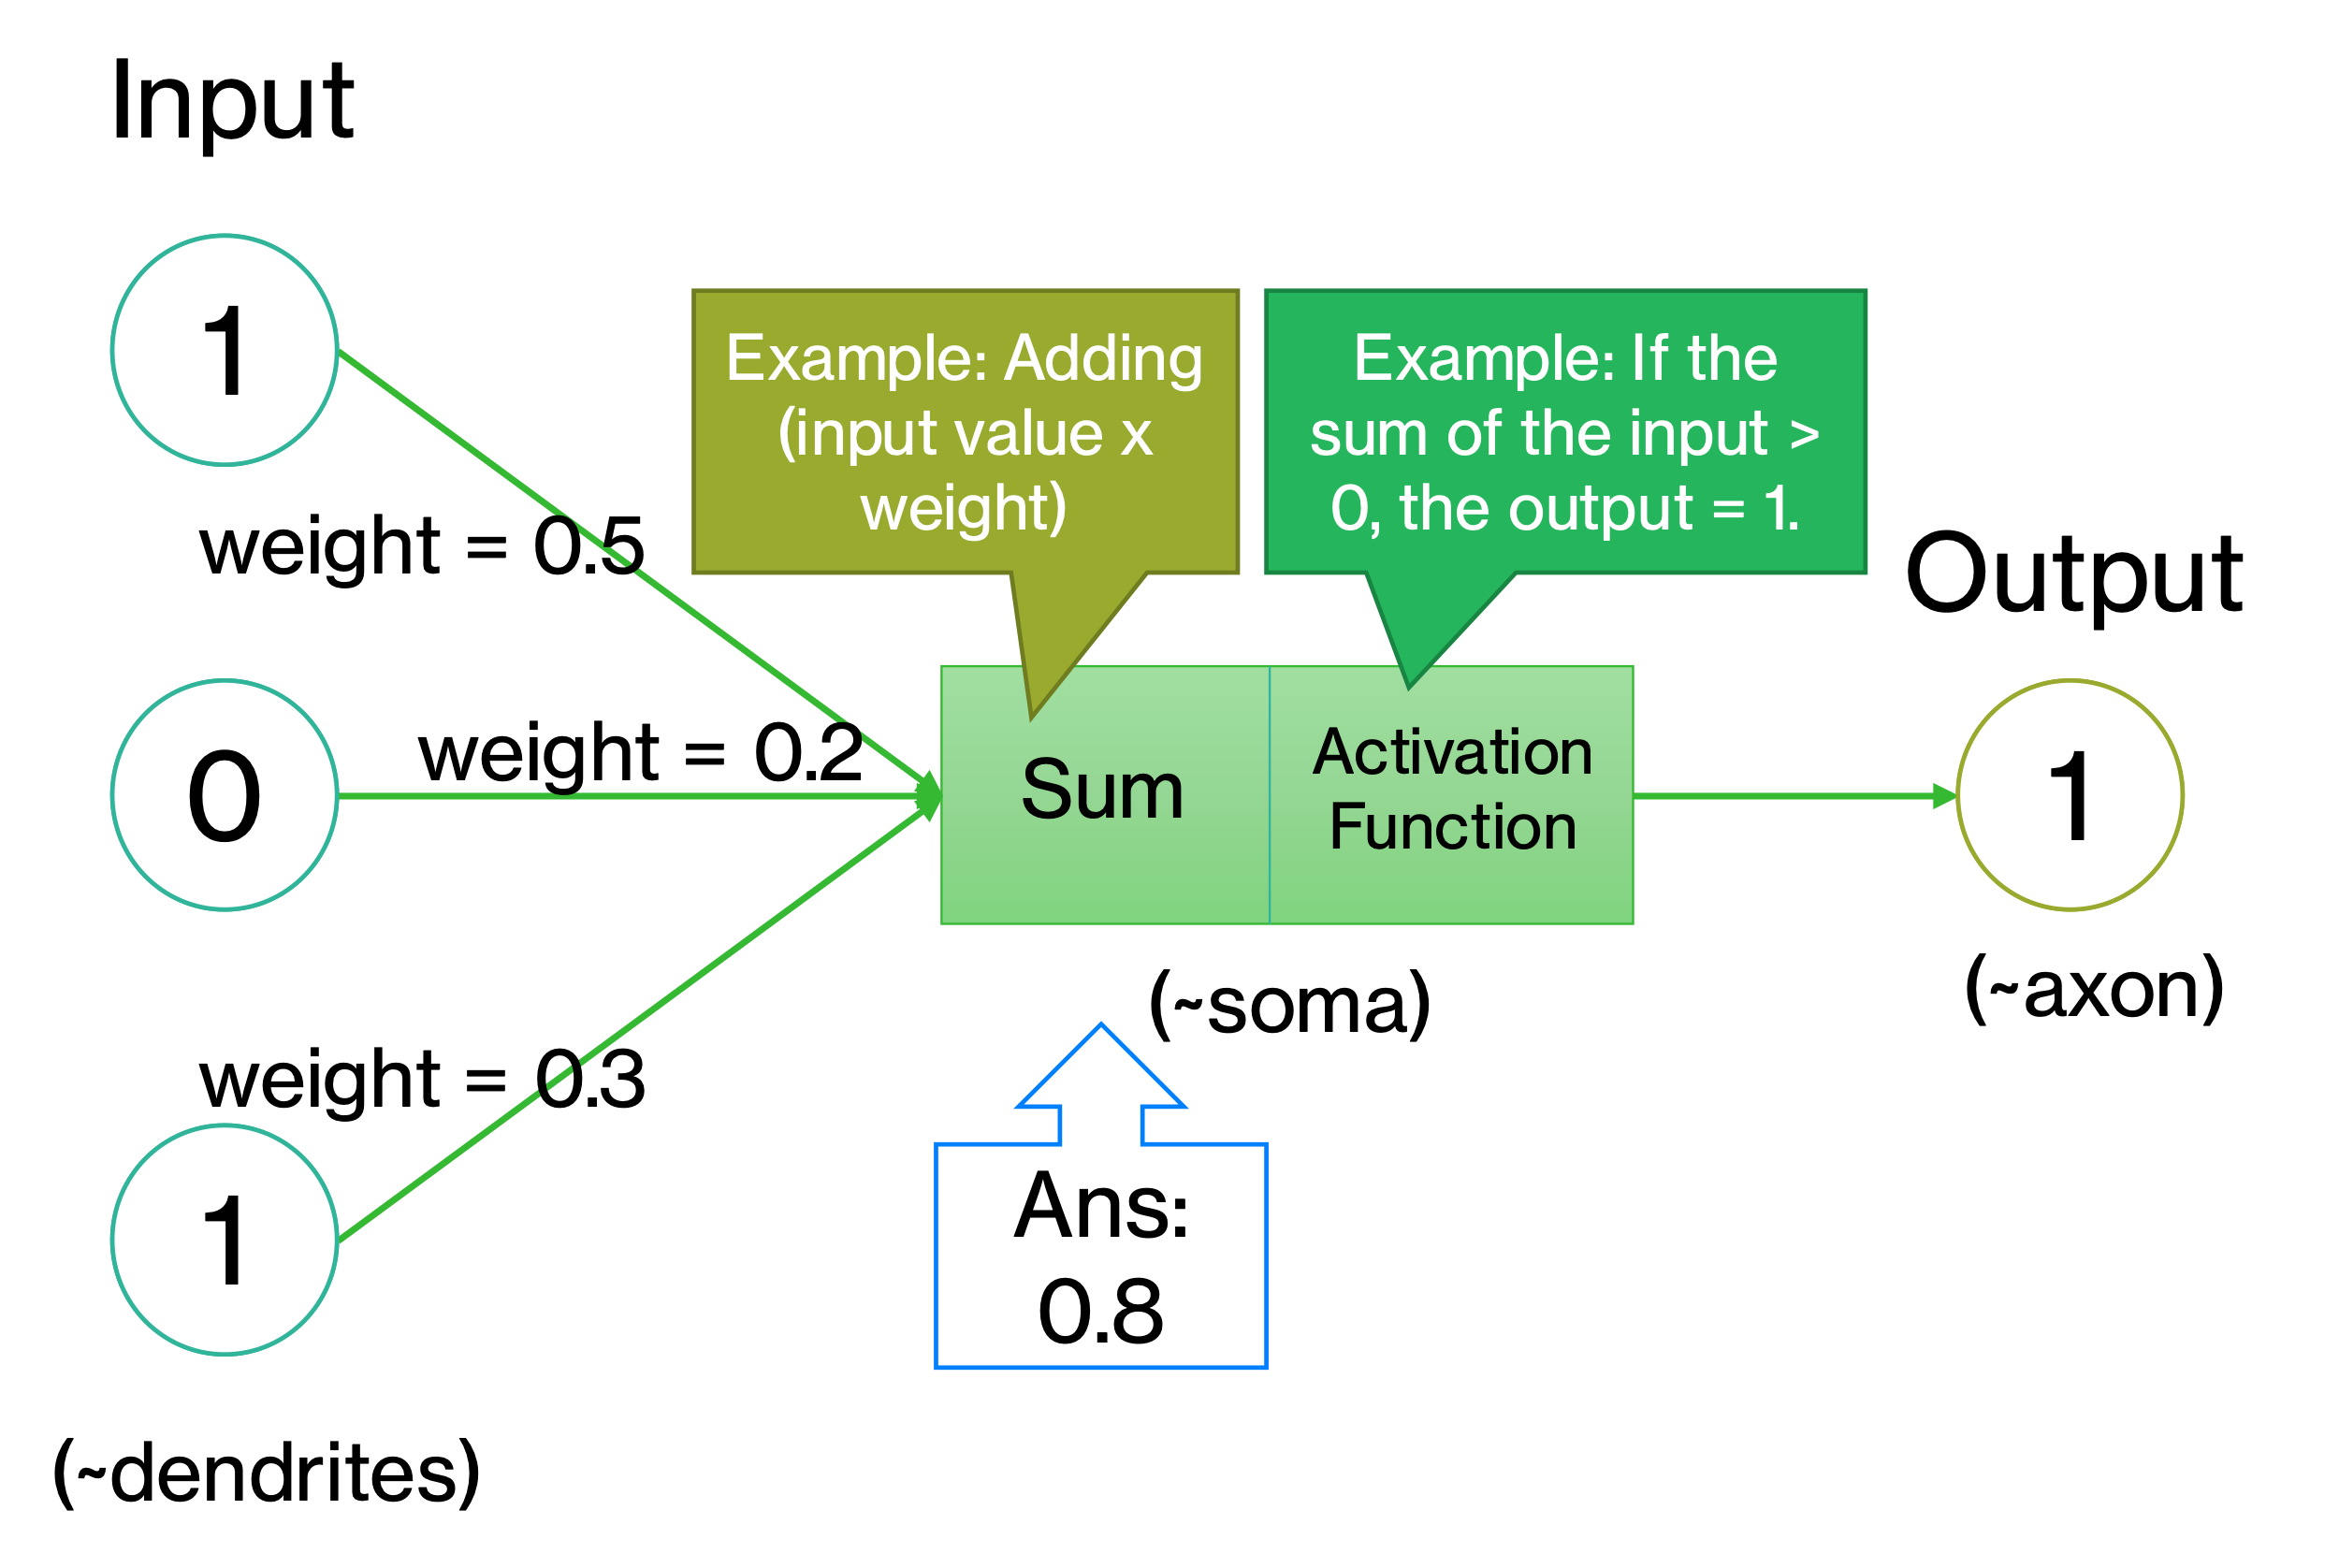 Input
1
weight = 0.5
0
weight = 0.2
weight = 0.3
1
(~dendrites)
Example: Adding
(input value x
weight)
Example: If the
sum of the input >
0, the output = 1.
Sum
Activation
Function
(~soma)
Ans:
0.8
Output
1
(~axon)